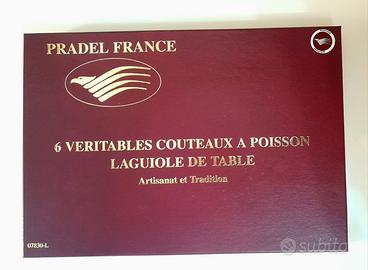 PRADEL FRANCE
6 VERITABLES COUTEAUX A POISSON
LAGUIOLE DE TABLE
Artisanat et Tradition
07830-L
subito